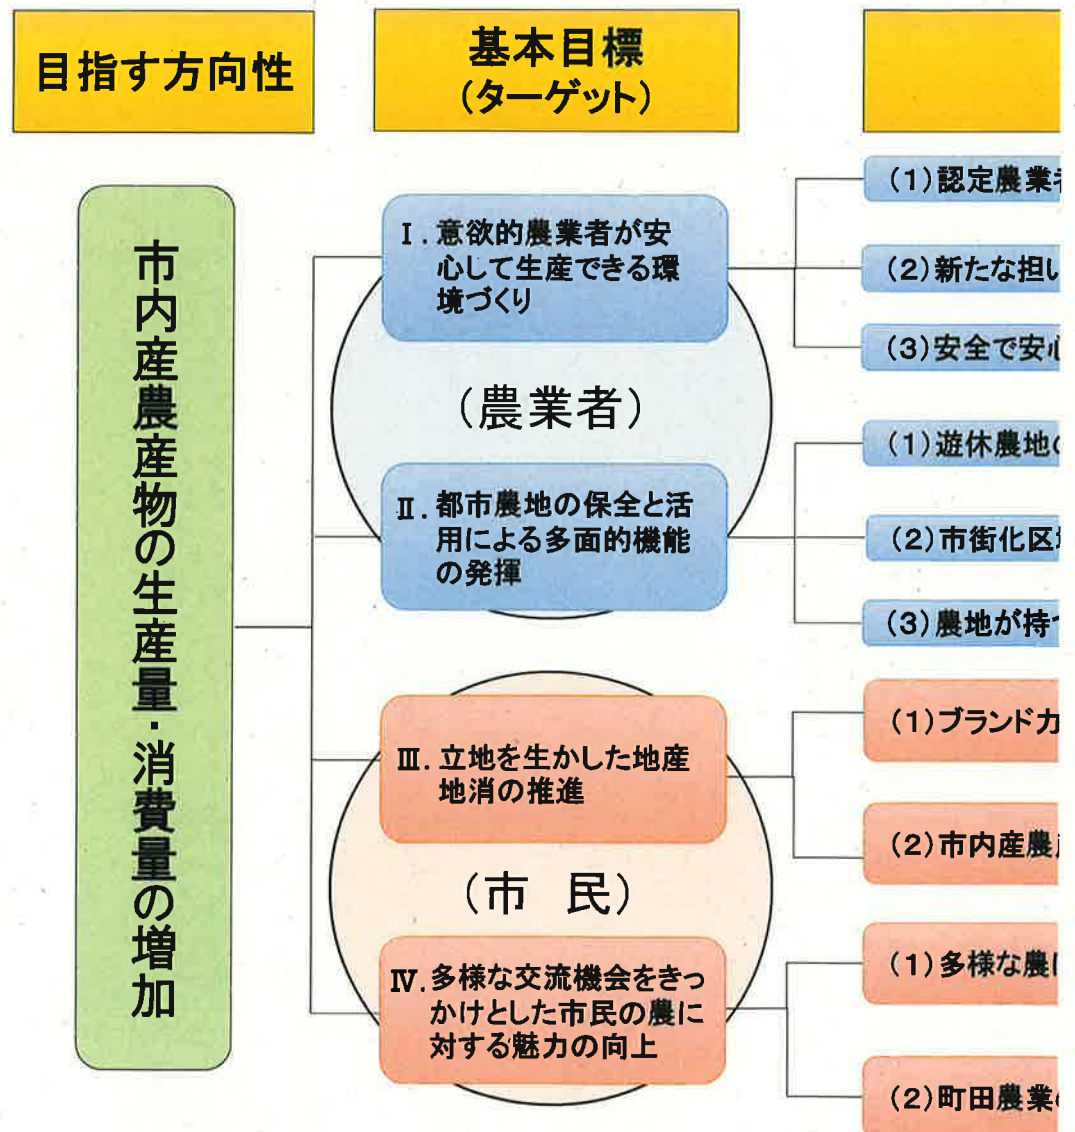 目指す方向性
基本目標
(ターゲット)
市内産農産物の生産量・消費量の増加
Ⅰ.意欲的農業者が安
心して生産できる環
境づくり
(農業者)
Ⅱ.都市農地の保全と活
用による多面的機能
の発揮
Ⅲ.立地を生かした地産
地消の推進
(市 民)
Ⅳ.多様な交流機会をきっ
かけとした市民の農に
対する魅力の向上
(1)認定農業
(2)新たな担い
(3)安全で安心
(1)遊休農地
(2)市街化区
(3)農地が持つ
(1)ブランド力
(2)市内産農
(1)多様な農
(2)町田農業